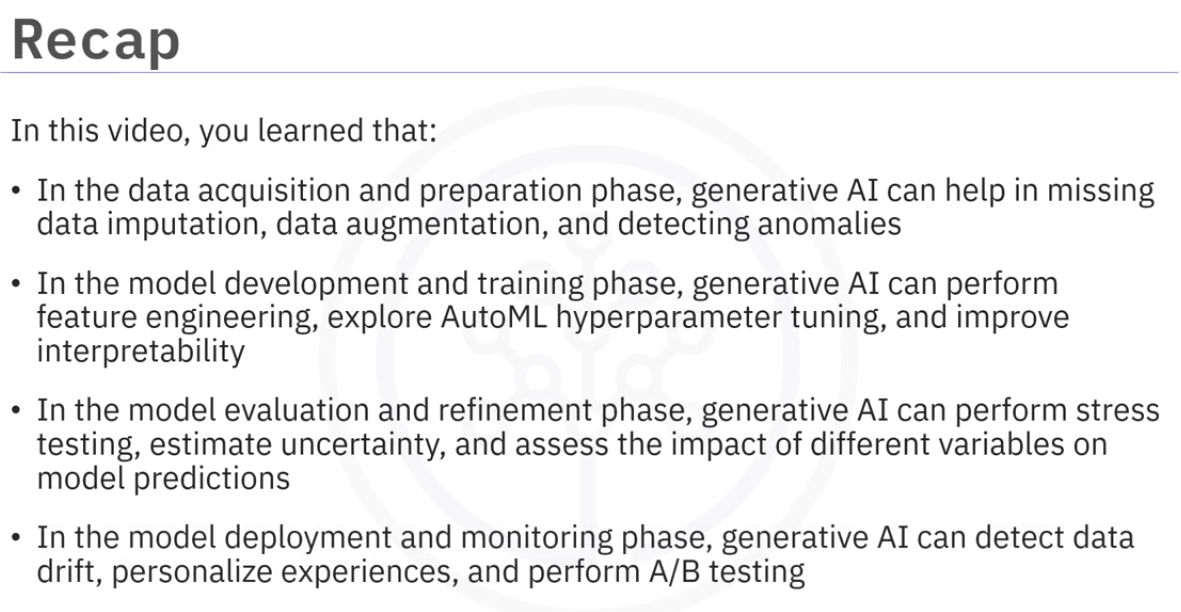 Recap
In this video, you learned that:
• In the data acquisition and preparation phase, generative AI can help in missing
data imputation, data augmentation, and detecting anomalies
• In the model development and training phase, generative AI can perform
feature engineering, explore AutoML hyperparameter tuning, and improve
interpretability
• In the model evaluation and refinement phase, generative AI can perform stress
testing, estimate uncertainty, and assess the impact of different variables on
model predictions
• In the model deployment and monitoring phase, generative AI can detect data
drift, personalize experiences, and perform A/B testing